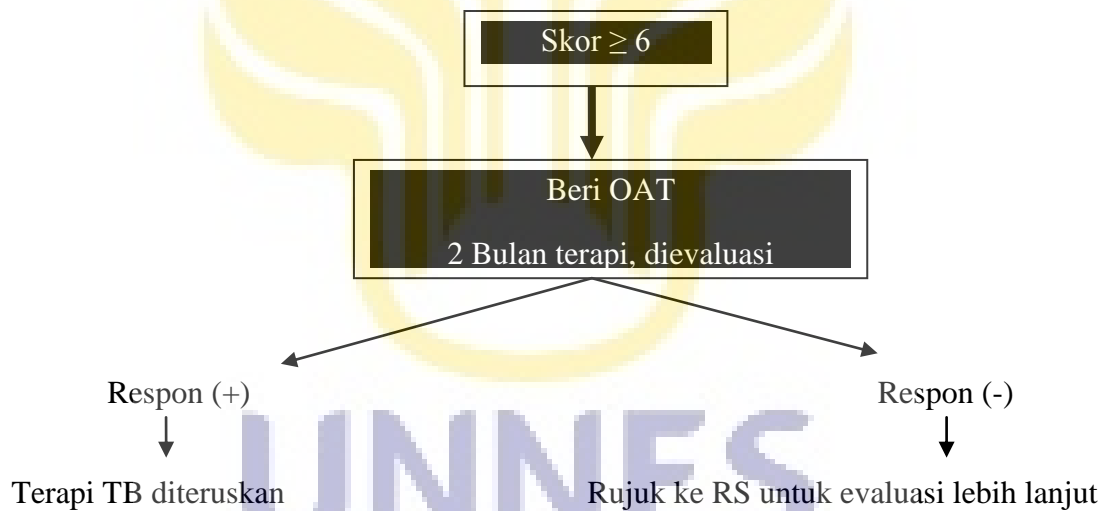 Skor ≥ 6
Beri OAT
2 Bulan terapi, dievaluasi
Respon (+)
Respon (-)
UNNES
Terapi TB diteruskan
Rujuk ke RS untuk evaluasi lebih lanjut